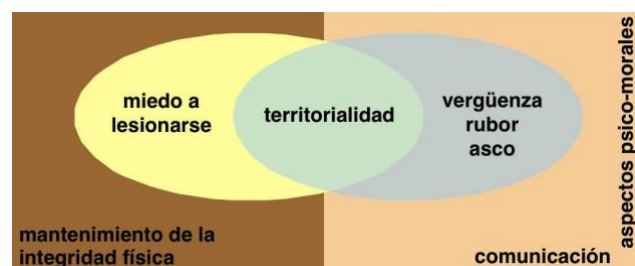 miedo a
lesionarse
territorialidad
vergüenza
rubor
asco
mantenimiento de la
integridad física
comunicación
aspectos psico-morales